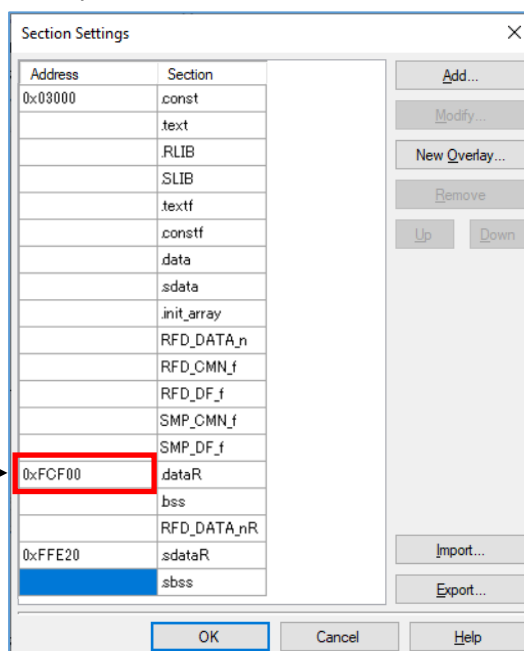 Section Settings
Address Section
0x03000 .const
.text
.RLIB
.SLIB
.textf
.constf
.data
.sdata
.init_array
RFD_DATA_n
RFD_CMN_f
RFD_DF_f
SMP_CMN_f
SMP_DF_f
0xFCF00 .dataR
.bss
RFD_DATA_nR
0xFFE20 .sdataR
.sbss
Add...
Modify...
New Overlay...
Remove
Up Down
Import...
Export...
OK Cancel Help